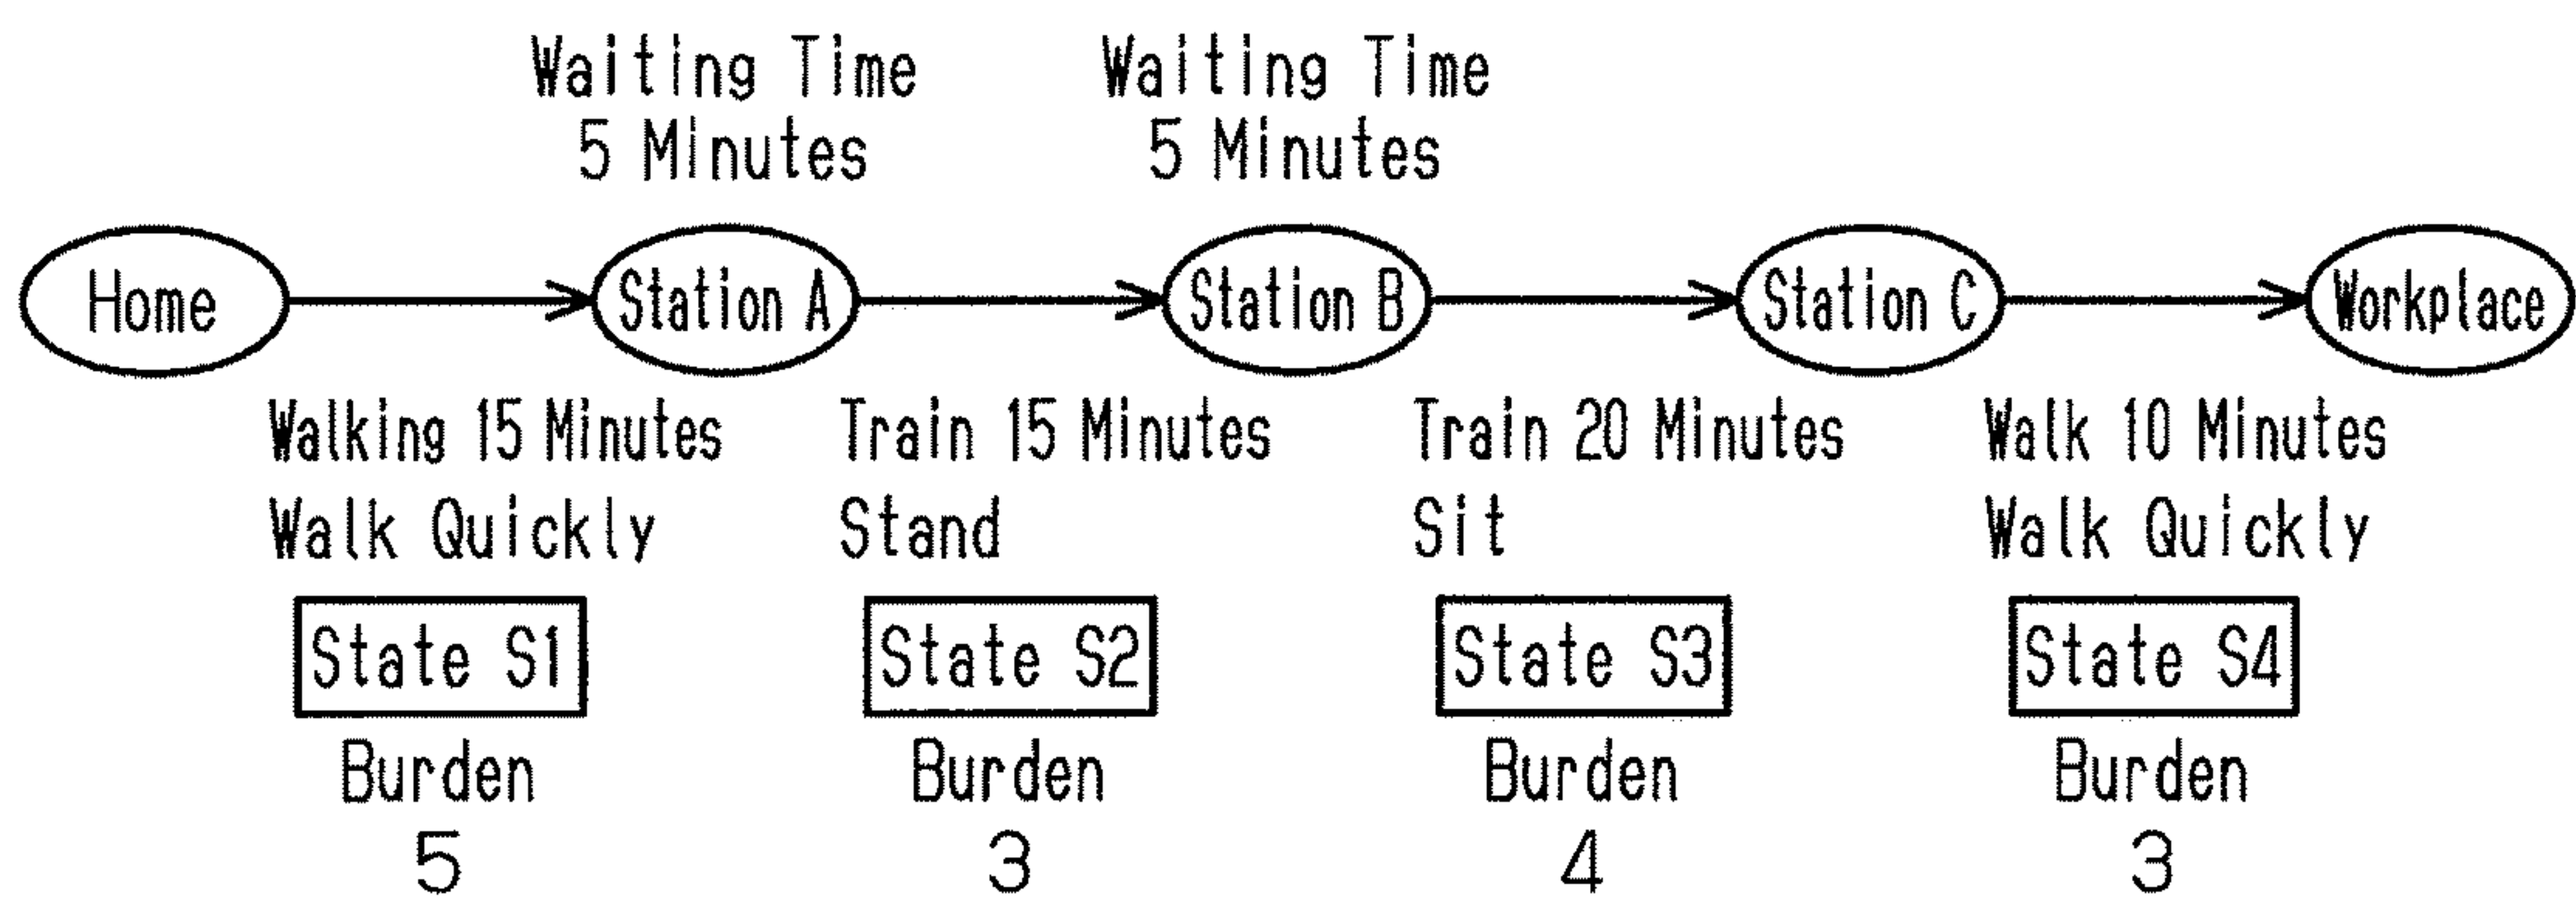 Waiting Time
5 Minutes
Waiting Time
5 Minutes
Home
Station A
Station B
Station C
Workplace
Walking 15 Minutes
Walk Quickly
Train 15 Minutes
Stand
Train 20 Minutes
Sit
Walk 10 Minutes
Walk Quickly
State S1
State S2
State S3
State S4
Burden
5
Burden
3
Burden
4
Burden
3